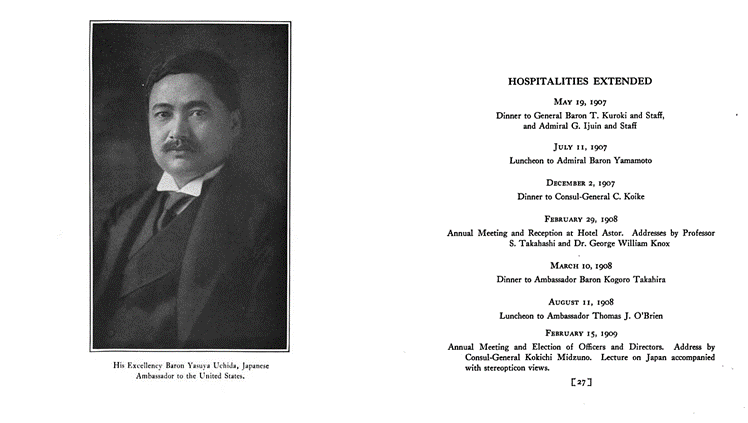 His Excellency Baron Yasuya Uchida, Japanese
Ambassador to the United States.
HOSPITALITIES EXTENDED
MAY 19, 1907
Dinner to General Baron T. Kuroki and Staff,
and Admiral G. Ijuin and Staff
JULY 11, 1907
Luncheon to Admiral Baron Yamamoto
DECEMBER 2, 1907
Dinner to Consul-General C. Koike
FEBRUARY 29, 1908
Annual Meeting and Reception at Hotel Astor. Addresses by Professor
S. Takahashi and Dr. George William Knox
MARCH 10, 1908
Dinner to Ambassador Baron Kogoro Takahira
AUGUST 11, 1908
Luncheon to Ambassador Thomas J. O'Brien
FEBRUARY 15, 1909
Annual Meeting and Election of Officers and Directors. Address by
Consul-General Kokichi Midzuno. Lecture on Japan accompanied
with stereopticon views.
[27]